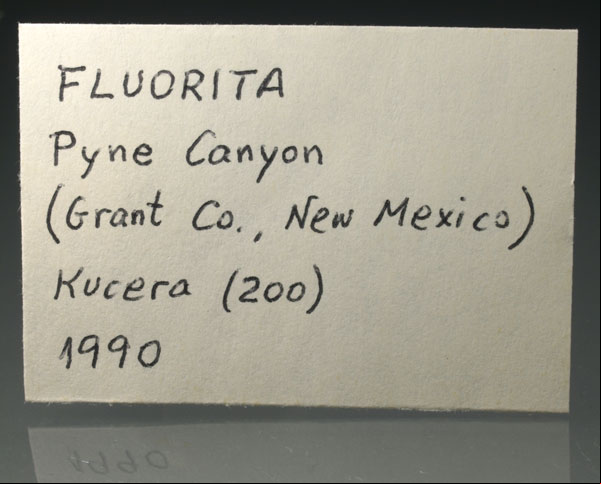 FLUORITA
Pyne Canyon
(Grant Co., New Mexico)
Kucera (200)
1990